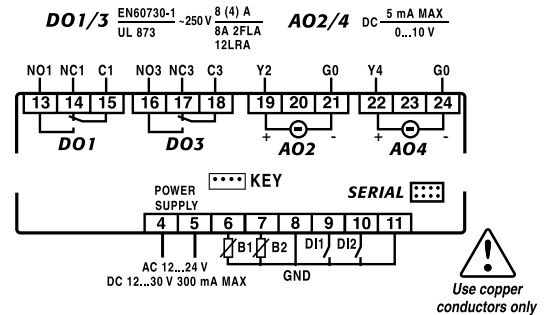 DO1/3 EN60730-1 ~250 V 8 (4) A AO2/4 DC 5 mA MAX
UL 873 8A 2FLA 0...10 V
12LRA
NO1 NC1 C1 NO3 NC3 C3 Y2 G0 Y4 G0
13 14 15 16 17 18 19 20 21 22 23 24
+ - + -
DO1 DO3 AO2 AO4
KEY
SERIAL
POWER
SUPPLY
4 5 6 7 8 9 10 11
B1 B2 DI1 DI2
AC 12...24 V
DC 12...30 V 300 mA MAX
GND
!
Use copper
conductors only